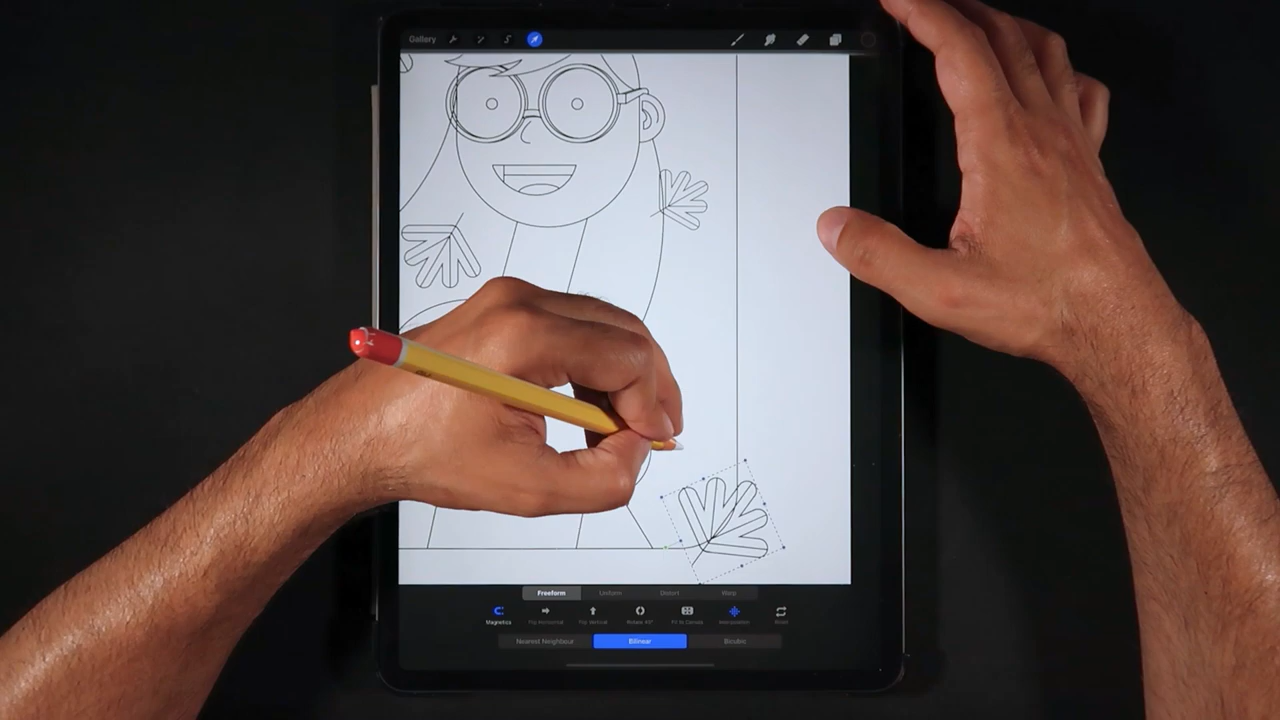 Gallery
Freeform Uniform Distort Warp
Magnetics Flip Horizontal Flip Vertical Rotate 45° Fit to Canvas Interpolation Reset
Nearest Neighbour Bilinear Bicubic